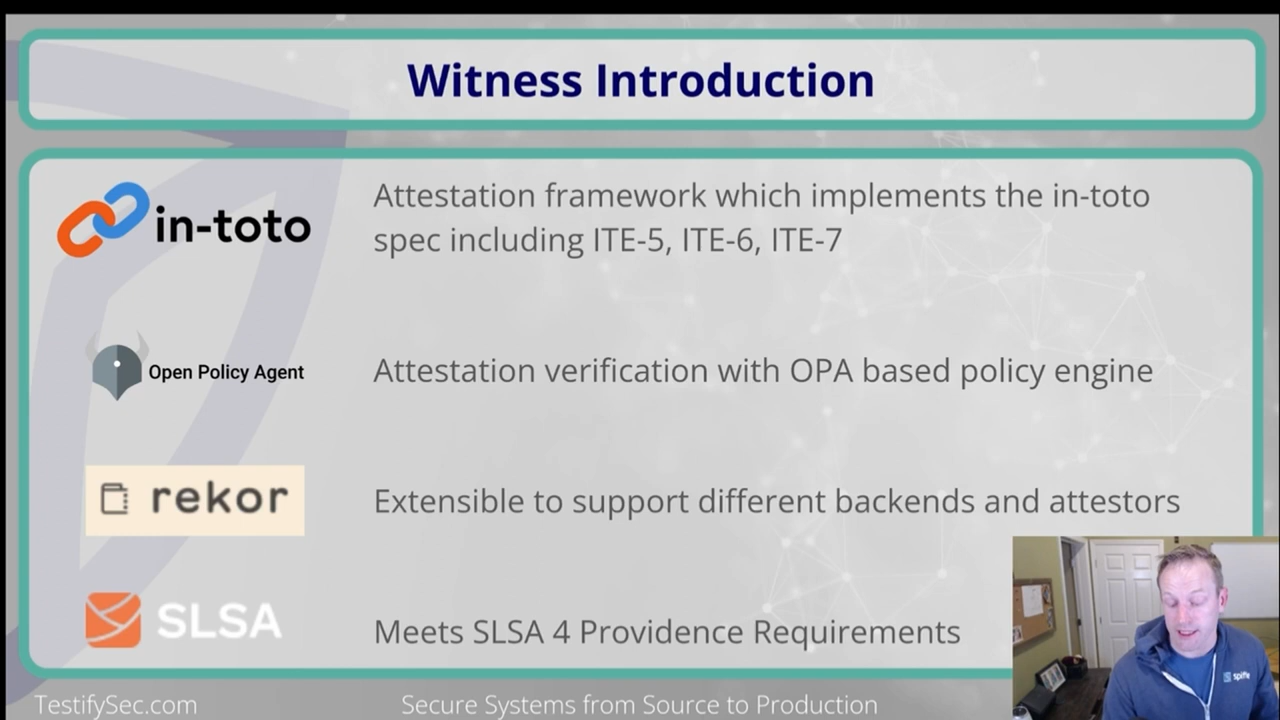 Witness Introduction
in-toto
Attestation framework which implements the in-toto
spec including ITE-5, ITE-6, ITE-7
Open Policy Agent
Attestation verification with OPA based policy engine
rekor
Extensible to support different backends and attestors
SLSA
Meets SLSA 4 Providence Requirements
spiffe
TestifySec.com
Secure Systems from Source to Production